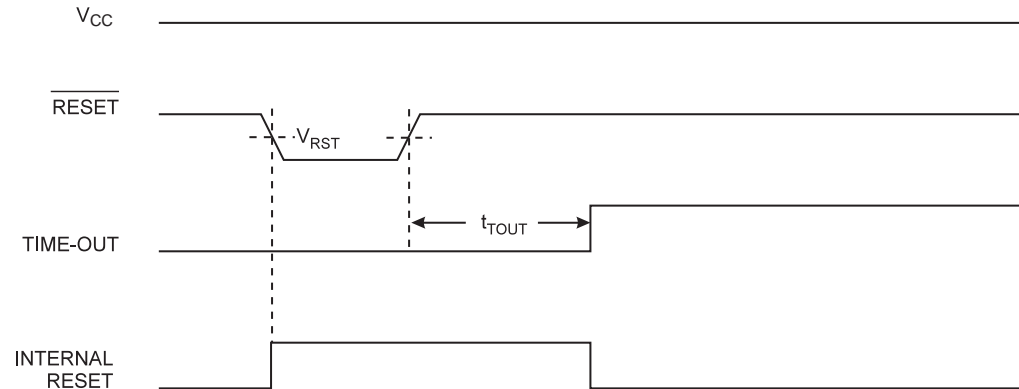 VCC
RESET
VRST
tTOUT
TIME-OUT
INTERNAL
RESET